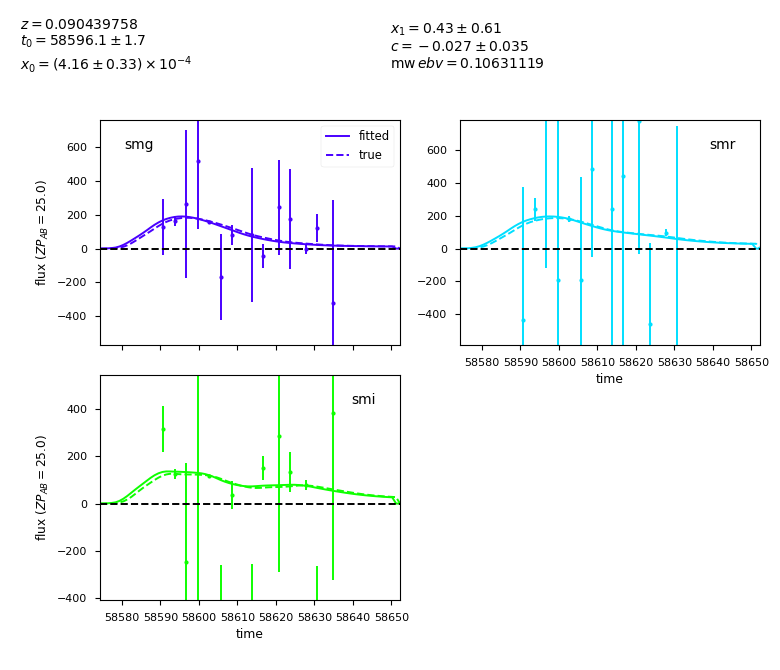 z = 0.090439758
t₀ = 58596.1 ± 1.7
x₀ = (4.16 ± 0.33) × 10⁻⁴
x₁ = 0.43 ± 0.61
c = −0.027 ± 0.035
mw ebv = 0.10631119
smg
fitted
true
flux (ZP_AB = 25.0)
600
400
200
0
−200
−400
smr
600
400
200
0
−200
−400
58580 58590 58600 58610 58620 58630 58640 58650
time
smi
flux (ZP_AB = 25.0)
400
200
0
−200
−400
58580 58590 58600 58610 58620 58630 58640 58650
time